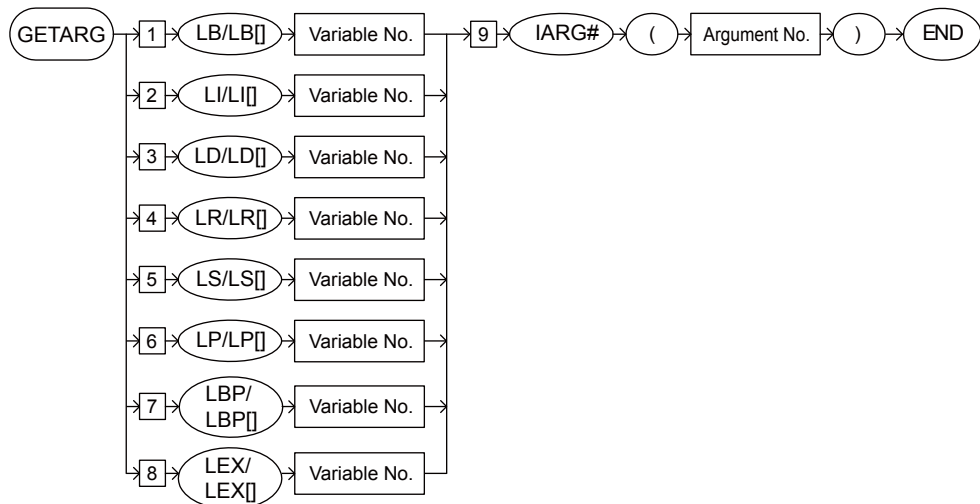 GETARG 1 LB/LB[] Variable No. 9 IARG# ( Argument No. ) END
2 LI/LI[] Variable No.
3 LD/LD[] Variable No.
4 LR/LR[] Variable No.
5 LS/LS[] Variable No.
6 LP/LP[] Variable No.
7 LBP/
LBP[] Variable No.
8 LEX/
LEX[] Variable No.